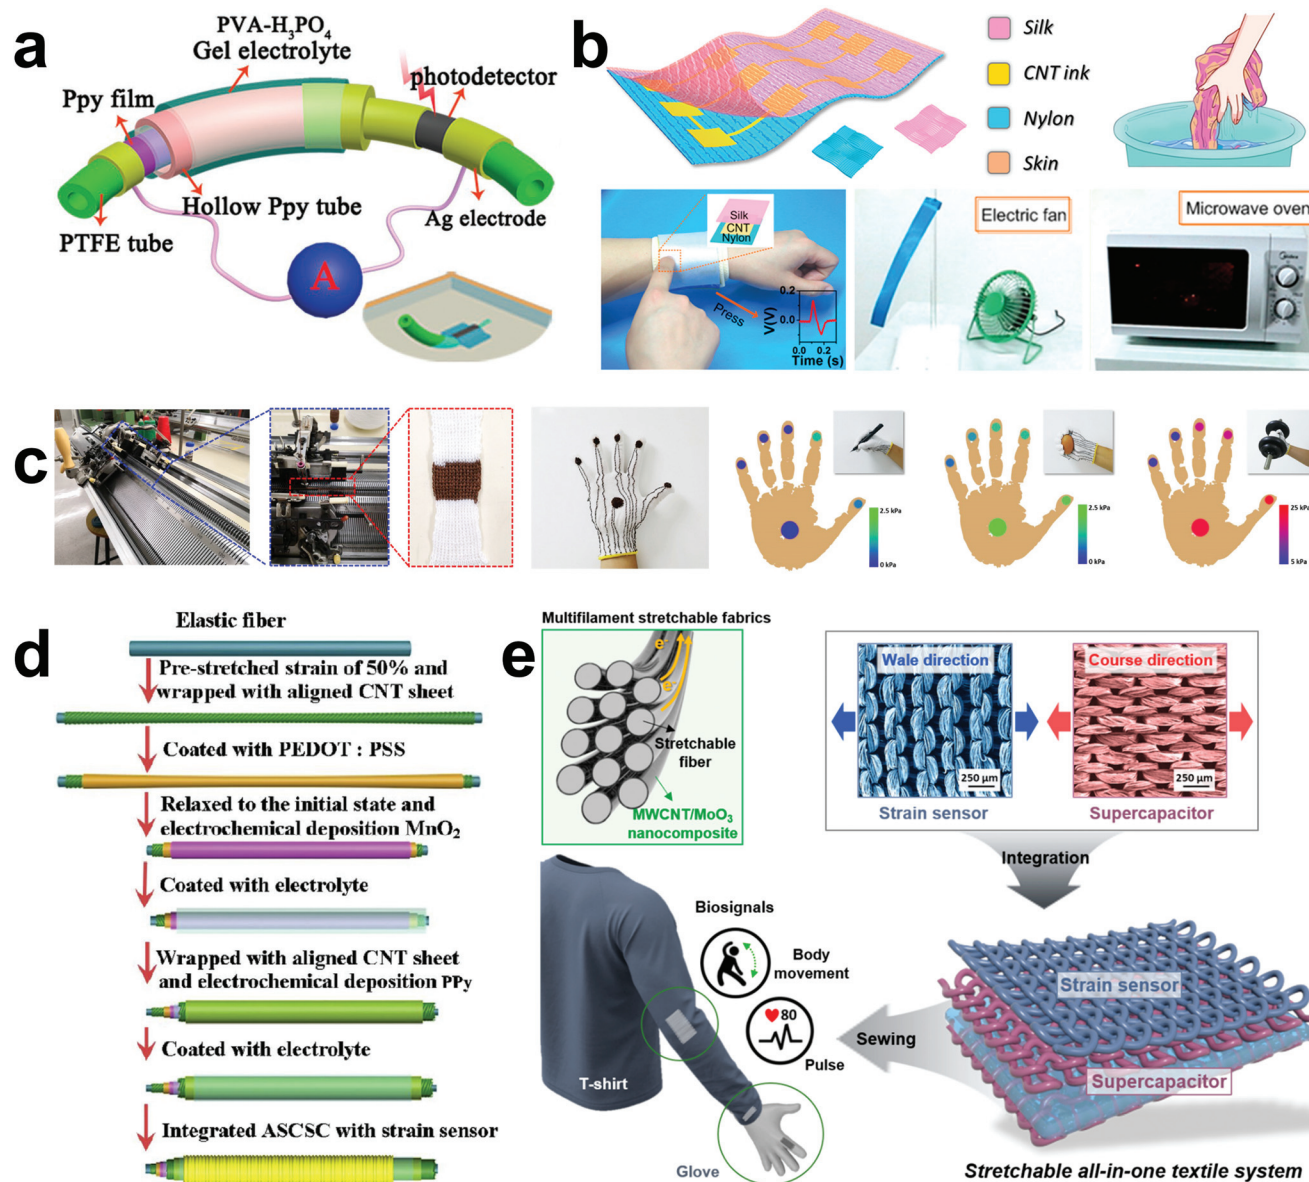 a
PVA-H₃PO₄
Gel electrolyte
photodetector
Ppy film
Hollow Ppy tube
Ag electrode
PTFE tube
A
b
Silk
CNT ink
Nylon
Skin
Silk
CNT
Nylon
Press
V(V)
0.2
0.0
0.0
0.2
Time (s)
Electric fan
Microwave oven
Midea
c
2.5 kPa
0 kPa
2.5 kPa
0 kPa
25 kPa
5 kPa
d
Elastic fiber
Pre-stretched strain of 50% and
wrapped with aligned CNT sheet
Coated with PEDOT : PSS
Relaxed to the initial state and
electrochemical deposition MnO₂
Coated with electrolyte
Wrapped with aligned CNT sheet
and electrochemical deposition PPy
Coated with electrolyte
Integrated ASCSC with strain sensor
e
Multifilament stretchable fabrics
e⁻
e⁻
Stretchable
fiber
MWCNT/MoO₃
nanocomposite
Wale direction
250 μm
Strain sensor
Course direction
250 μm
Supercapacitor
Integration
Biosignals
Body
movement
80
Pulse
T-shirt
Glove
Sewing
Strain sensor
Supercapacitor
Stretchable all-in-one textile system